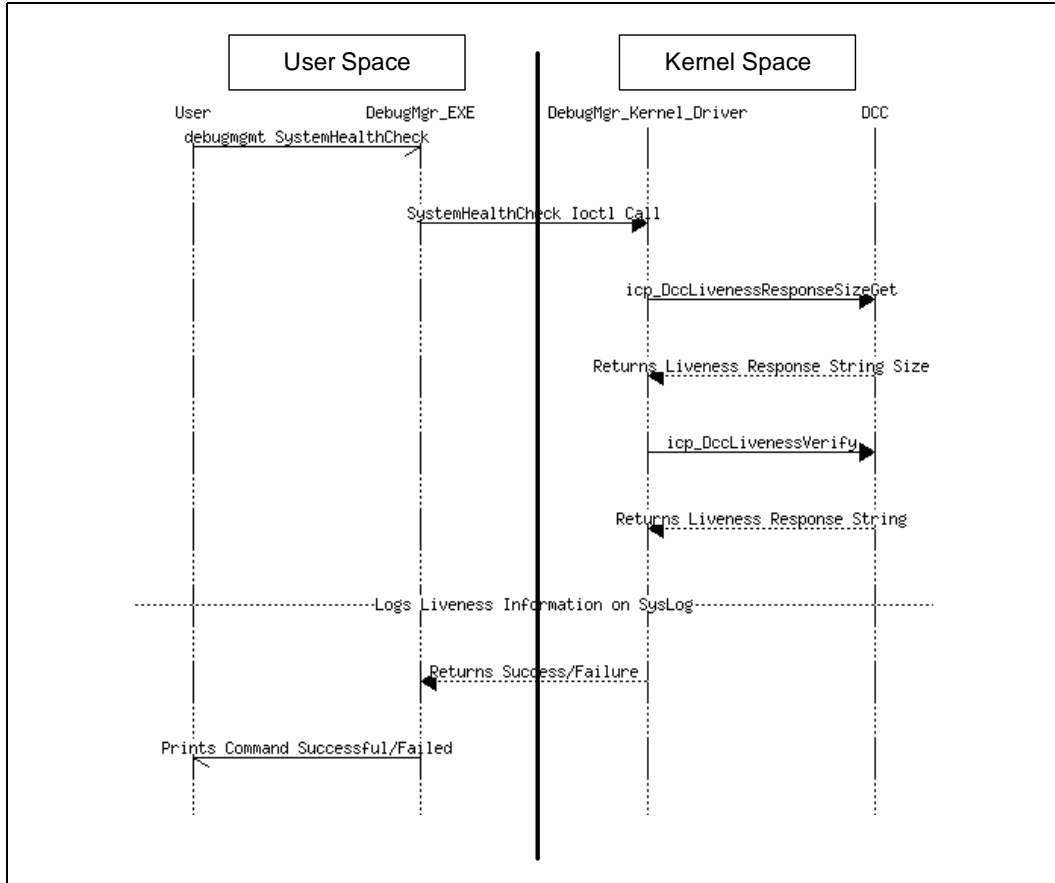 User Space
Kernel Space
User
DebugMgr_EXE
DebugMgr_Kernel_Driver
DCC
debugmgmt SystemHealthCheck
SystemHealthCheck Ioctl Call
icp_DccLivenessResponseSizeGet
Returns Liveness Response String Size
icp_DccLivenessVerify
Returns Liveness Response String
Logs Liveness Information on SysLog
Returns Success/Failure
Prints Command Successful/Failed